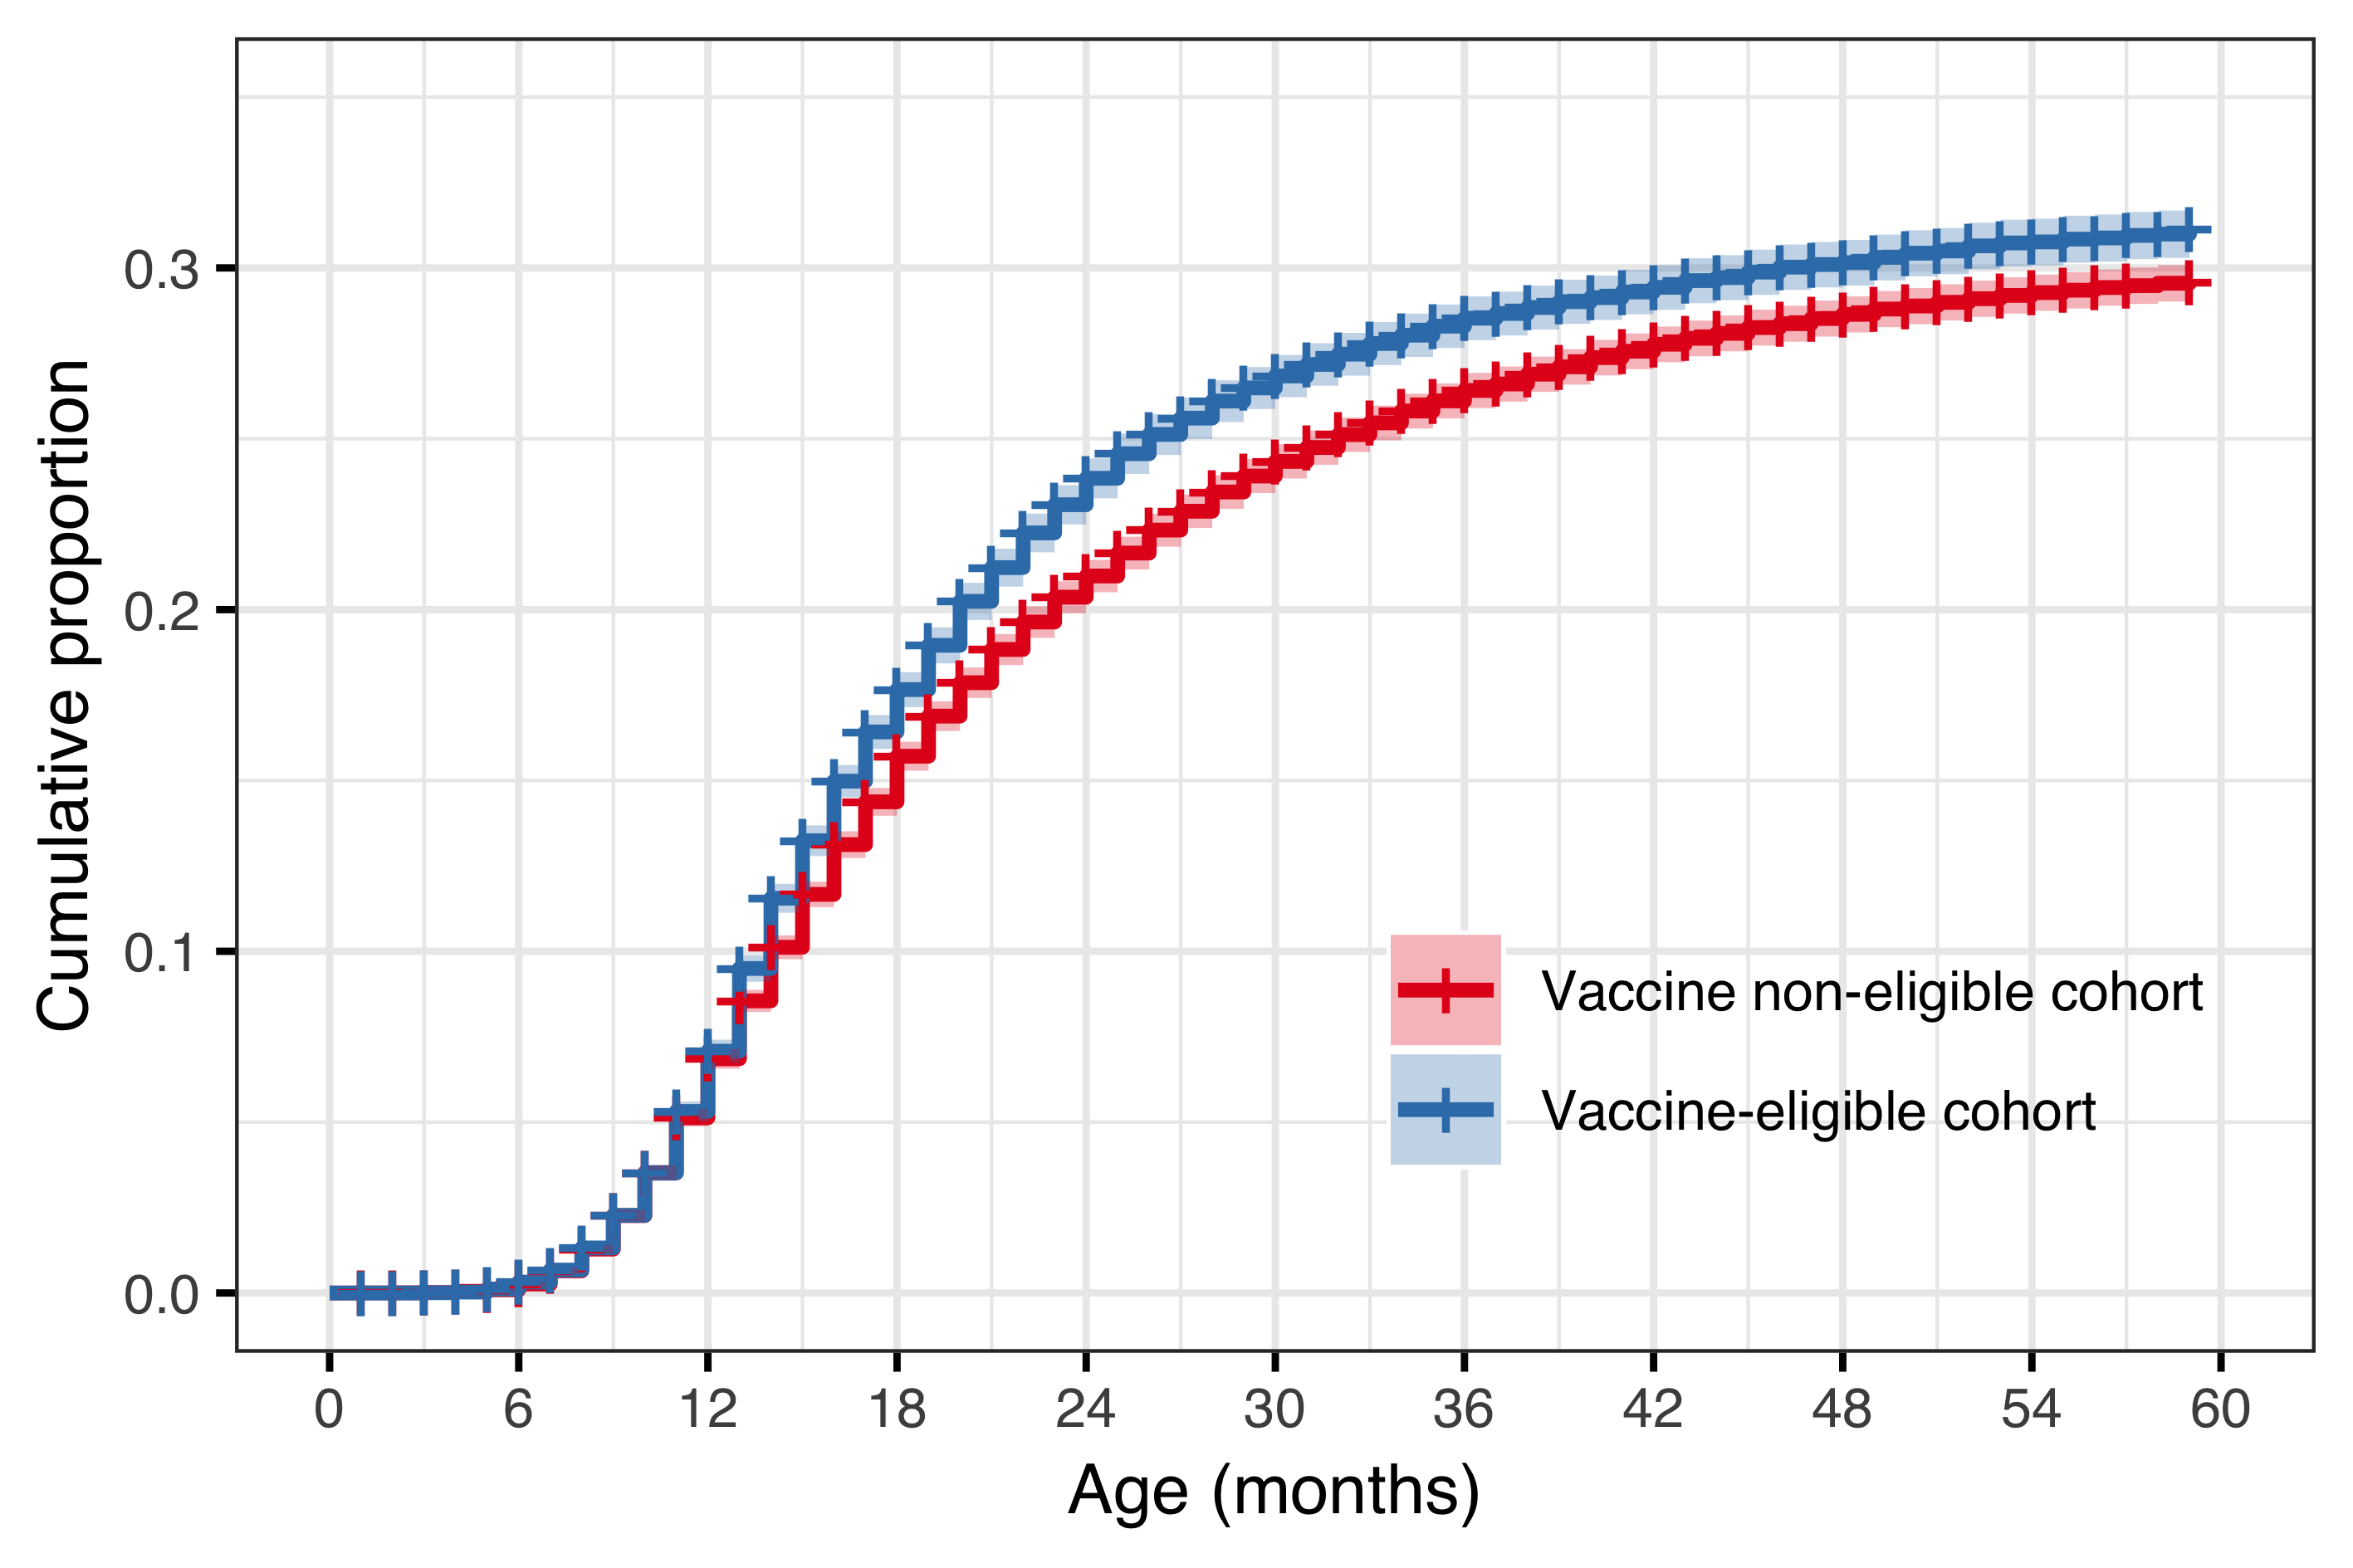 Cumulative proportion
0.3
0.2
0.1
0.0
Vaccine non-eligible cohort
Vaccine-eligible cohort
0 6 12 18 24 30 36 42 48 54 60
Age (months)